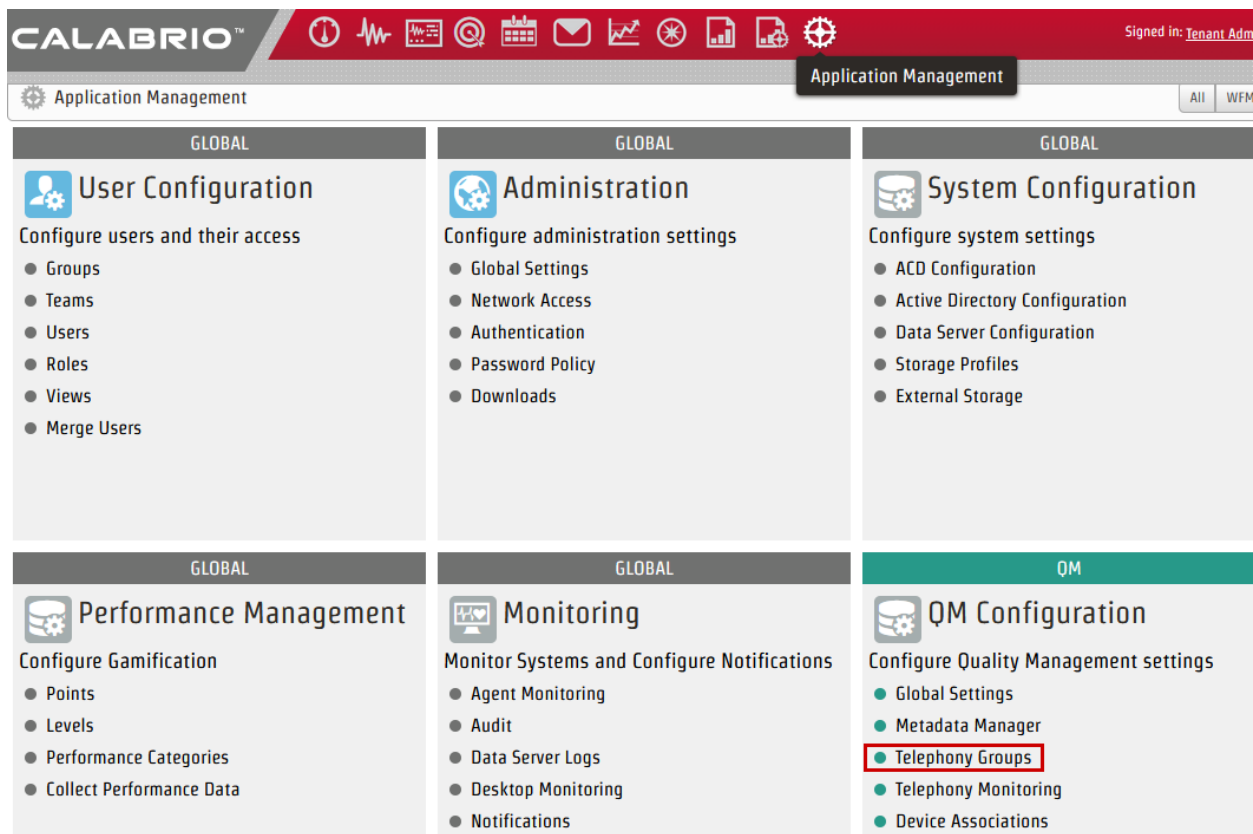 CALABRIO™
Signed in: Tenant Adm
Application Management
Application Management
All WFM
GLOBAL
User Configuration
Configure users and their access
Groups
Teams
Users
Roles
Views
Merge Users
GLOBAL
Administration
Configure administration settings
Global Settings
Network Access
Authentication
Password Policy
Downloads
GLOBAL
System Configuration
Configure system settings
ACD Configuration
Active Directory Configuration
Data Server Configuration
Storage Profiles
External Storage
GLOBAL
Performance Management
Configure Gamification
Points
Levels
Performance Categories
Collect Performance Data
GLOBAL
Monitoring
Monitor Systems and Configure Notifications
Agent Monitoring
Audit
Data Server Logs
Desktop Monitoring
Notifications
QM
QM Configuration
Configure Quality Management settings
Global Settings
Metadata Manager
Telephony Groups
Telephony Monitoring
Device Associations